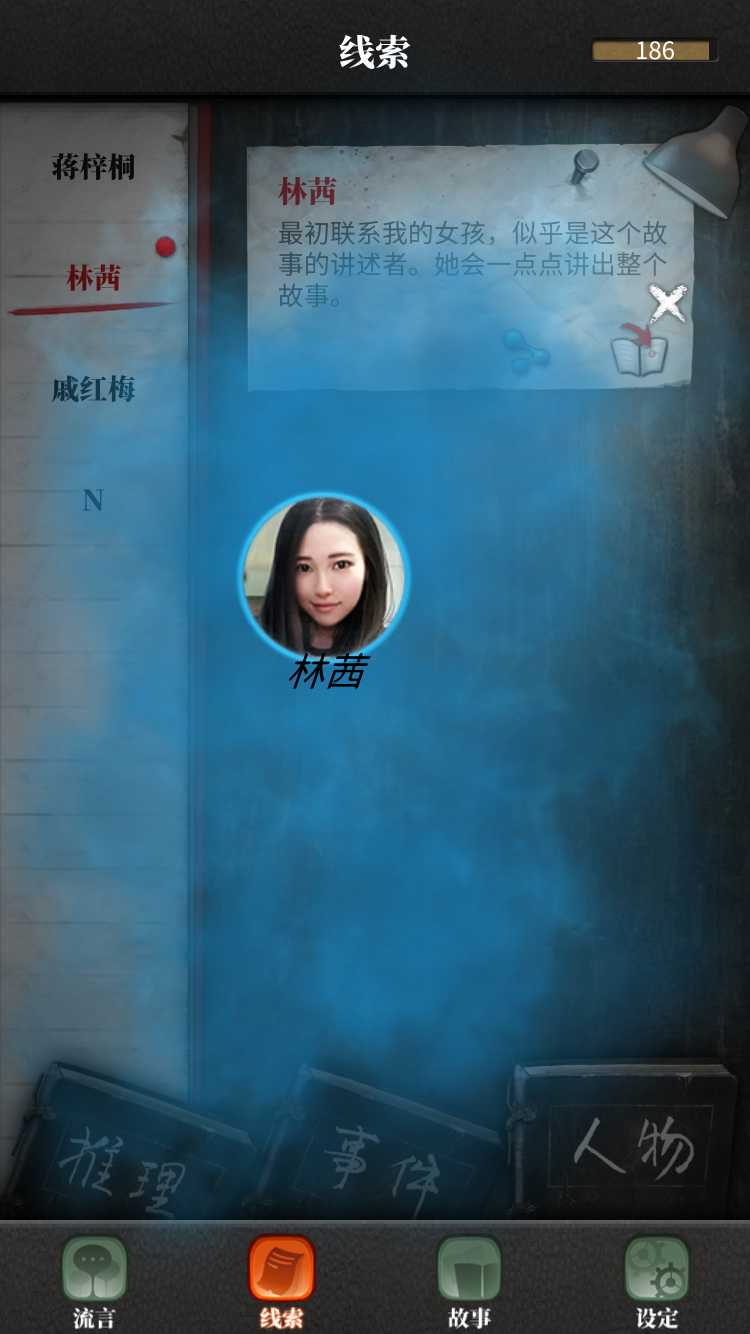 线索
186
蒋梓桐
林茜
戚红梅
N
林茜
最初联系我的女孩，似乎是这个故
事的讲述者。她会一点点讲出整个
故事。
林茜
推理
事件
人物
流言
线索
故事
设定